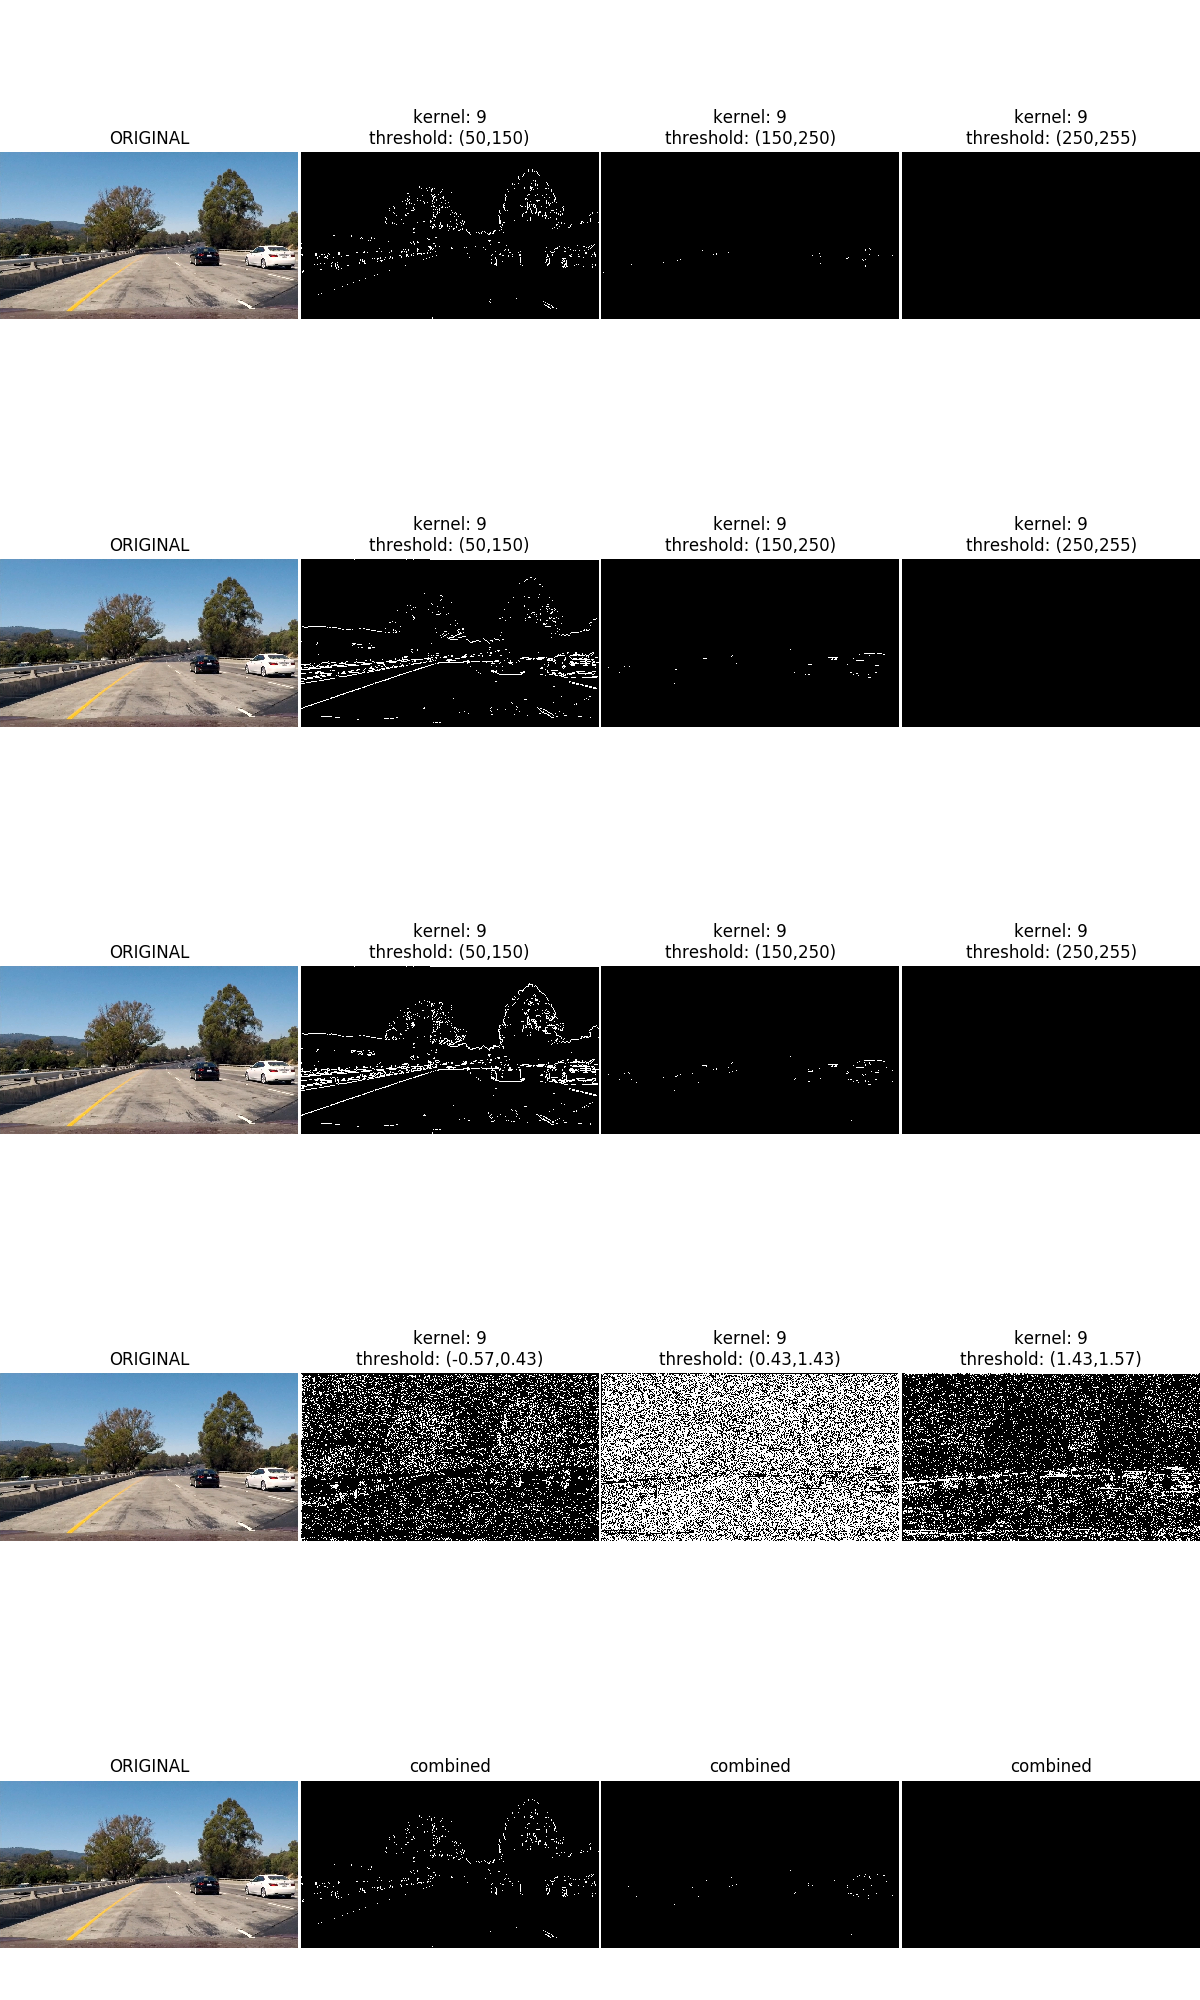 ORIGINAL
kernel: 9
threshold: (50,150)
kernel: 9
threshold: (150,250)
kernel: 9
threshold: (250,255)
ORIGINAL
kernel: 9
threshold: (50,150)
kernel: 9
threshold: (150,250)
kernel: 9
threshold: (250,255)
ORIGINAL
kernel: 9
threshold: (50,150)
kernel: 9
threshold: (150,250)
kernel: 9
threshold: (250,255)
ORIGINAL
kernel: 9
threshold: (-0.57,0.43)
kernel: 9
threshold: (0.43,1.43)
kernel: 9
threshold: (1.43,1.57)
ORIGINAL
combined
combined
combined